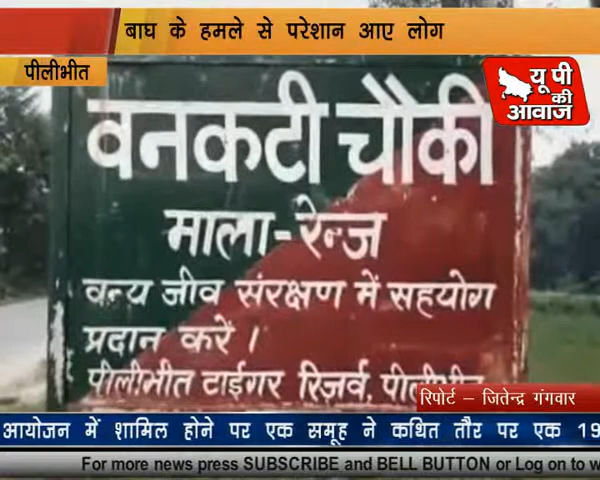 बाघ के हमले से परेशान आए लोग
पीलीभीत
यू पी
की
आवाज
वनकटी चौकी
माला-रेन्ज
वन्य जीव संरक्षण में सहयोग
प्रदान करें ।
पीलीभीत टाईगर रिज़र्व,
रिपोर्ट – जितेन्द्र गंगवार
आयोजन में शामिल होने पर एक समूह ने कथित तौर पर एक 19
For more news press SUBSCRIBE and BELL BUTTON or Log on to w